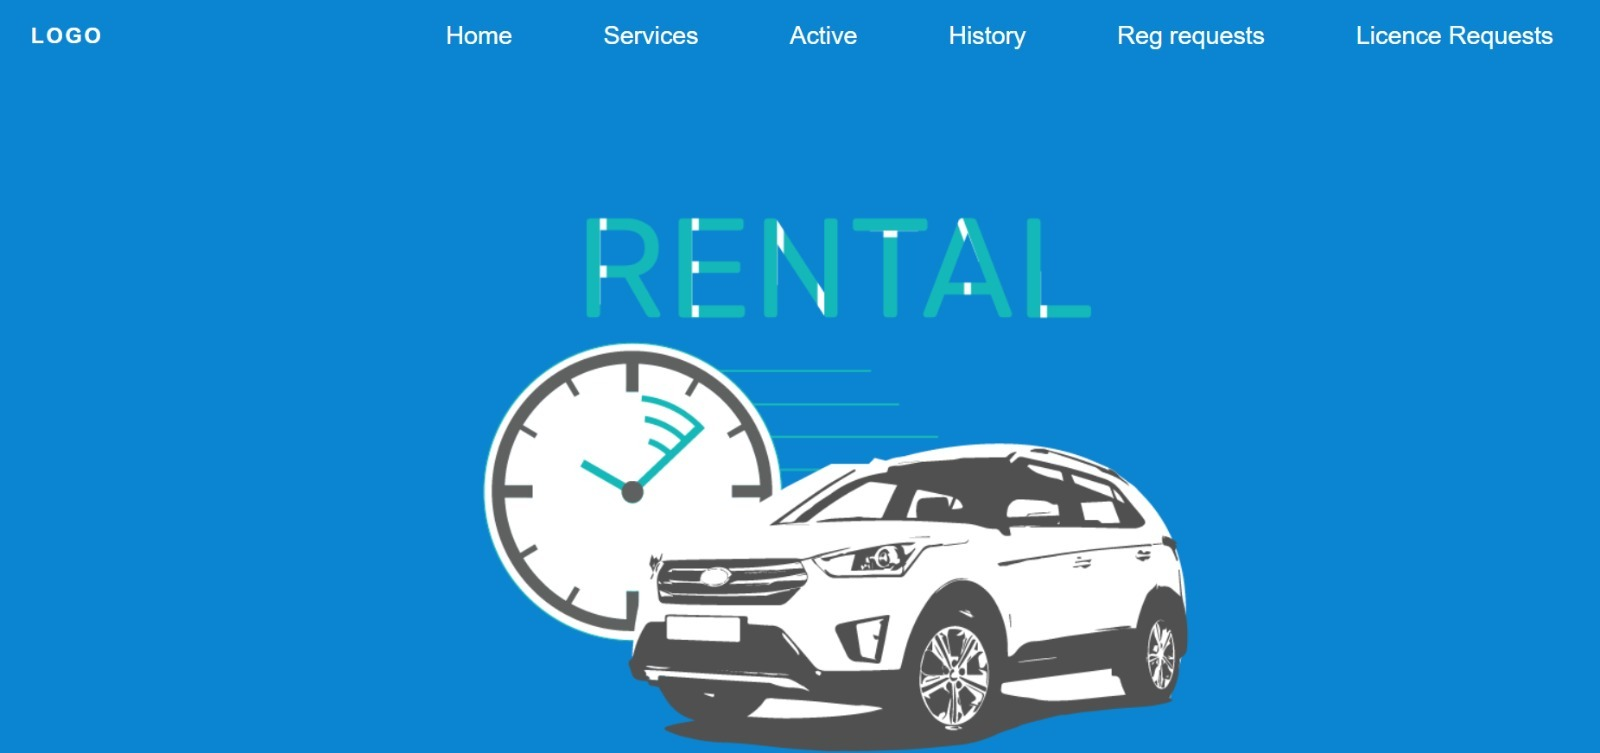 LOGO Home Services Active History Reg requests Licence Requests
RENTAL